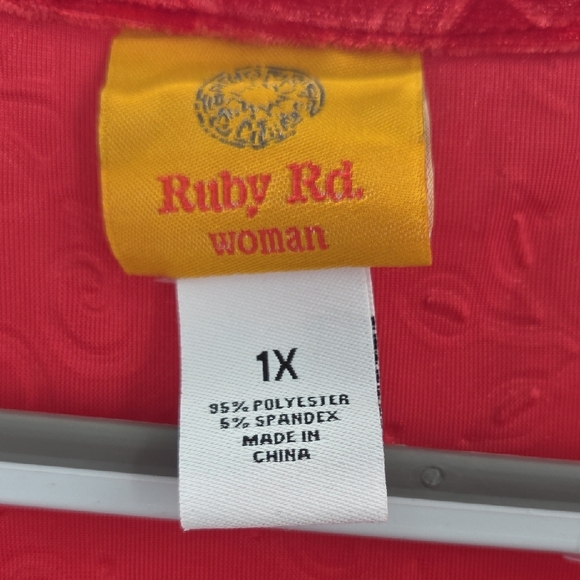 Ruby Rd.
woman
1X
95% POLYESTER
5% SPANDEX
MADE IN
CHINA